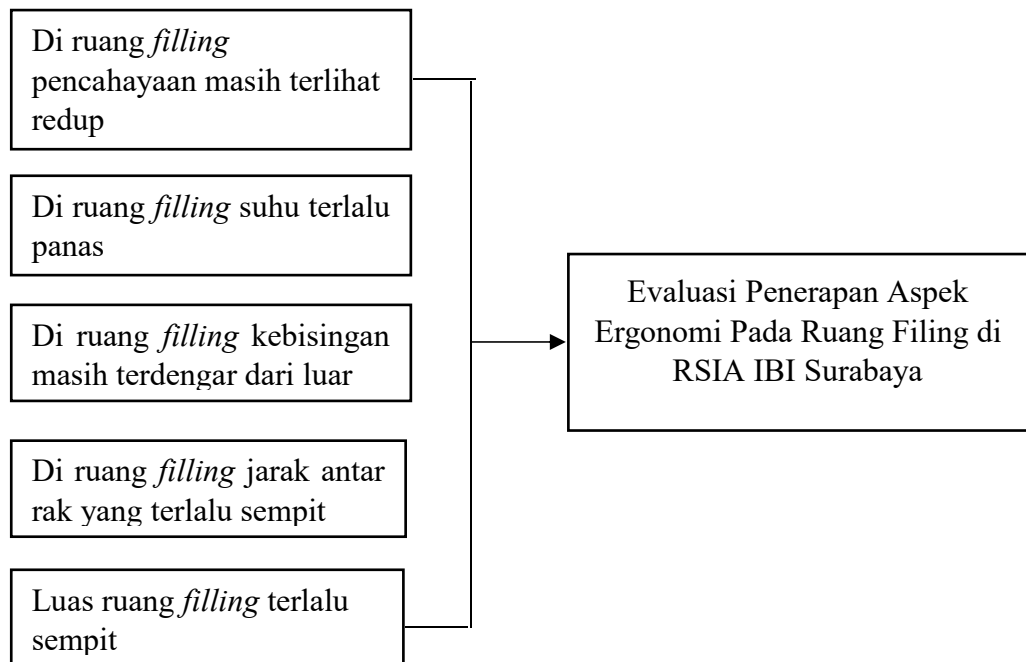 Di ruang filling
pencahayaan masih terlihat
redup
Di ruang filling suhu terlalu
panas
Di ruang filling kebisingan
masih terdengar dari luar
Di ruang filling jarak antar
rak yang terlalu sempit
Luas ruang filling terlalu
sempit
Evaluasi Penerapan Aspek
Ergonomi Pada Ruang Filing di
RSIA IBI Surabaya